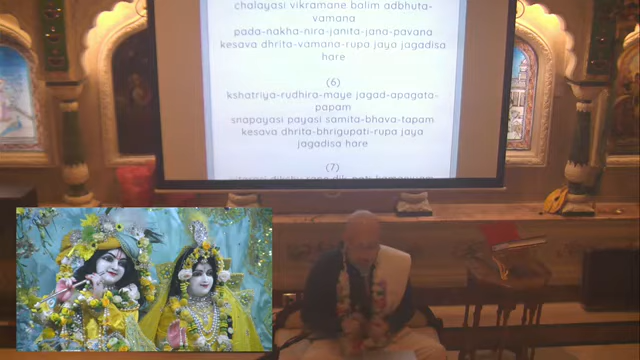 chalayasi vikramane balim adbhuta-
vamana
pada-nakha-nira-janita-jana-pavana
kesava dhrita-vamana-rupa jaya jagadisa
hare
(6)
kshatriya-rudhira-maye jagad-apagata-
papam
snapayasi payasi samita-bhava-tapam
kesava dhrita-bhrigupati-rupa jaya
jagadisa hare
(7)